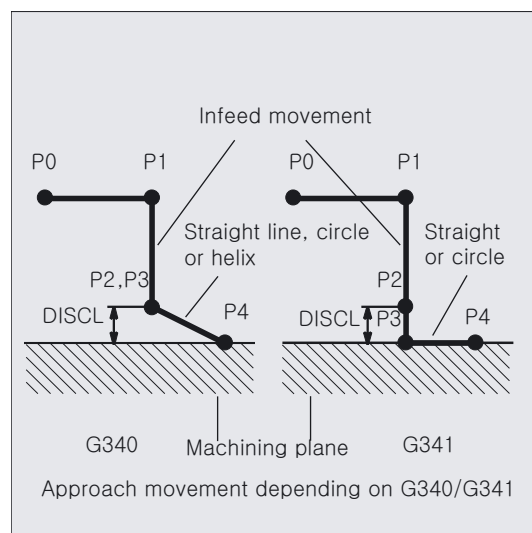 Infeed movement
P0 P1 P0 P1
Straight line, circle
or helix
Straight
or circle
P2,P3 P2
DISCL P4 DISCL P3 P4
G340 Machining plane G341
Approach movement depending on G340/G341